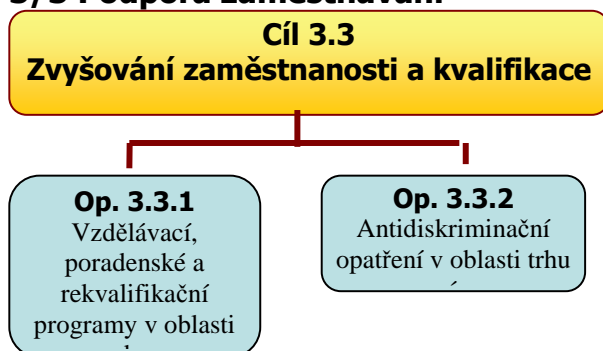 Cíl 3.3
Zvyšování zaměstnanosti a kvalifikace
Op. 3.3.1
Vzdělávací,
poradenské a
rekvalifikační
programy v oblasti
Op. 3.3.2
Antidiskriminační
opatření v oblasti trhu